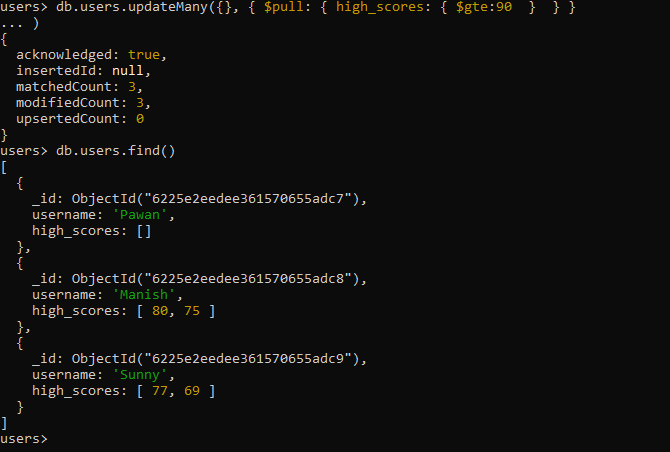 users> db.users.updateMany({}, { $pull: { high_scores: { $gte:90  }  } }
... )
{
  acknowledged: true,
  insertedId: null,
  matchedCount: 3,
  modifiedCount: 3,
  upsertedCount: 0
}
users> db.users.find()
[
  {
    _id: ObjectId("6225e2eedee361570655adc7"),
    username: 'Pawan',
    high_scores: []
  },
  {
    _id: ObjectId("6225e2eedee361570655adc8"),
    username: 'Manish',
    high_scores: [ 80, 75 ]
  },
  {
    _id: ObjectId("6225e2eedee361570655adc9"),
    username: 'Sunny',
    high_scores: [ 77, 69 ]
  }
]
users>